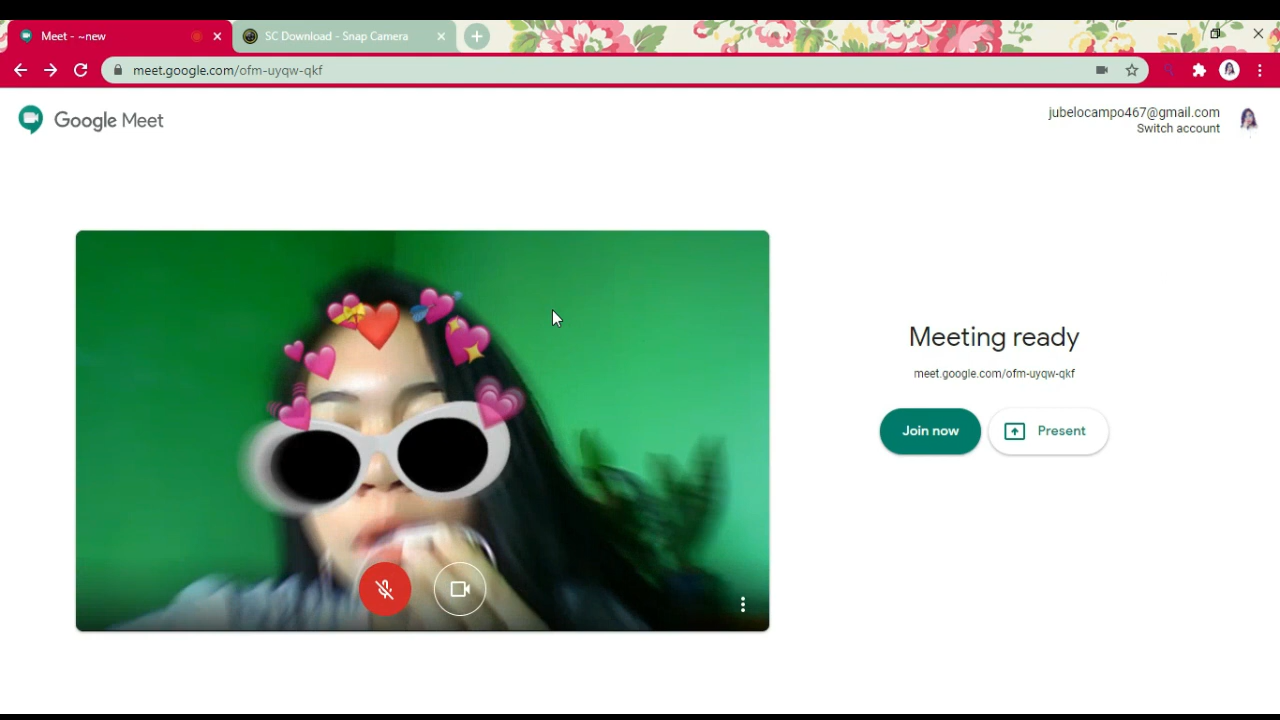 Meet - ~new
SC Download - Snap Camera
meet.google.com/ofm-uyqw-qkf
Google Meet
jubelocampo467@gmail.com
Switch account
Meeting ready
meet.google.com/ofm-uyqw-qkf
Join now
Present